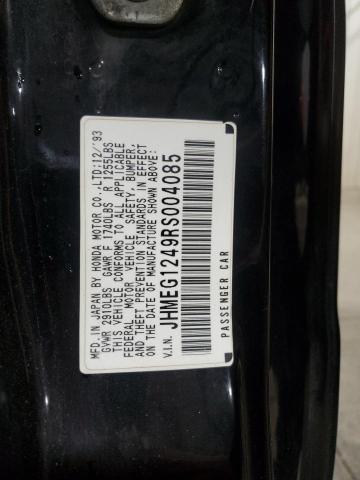 MFD.IN JAPAN BY HONDA MOTOR CO.,LTD:12/'93
GVWR 2910LBS GAWR F 1740LBS R 1255LBS
THIS VEHICLE CONFORMS TO ALL APPLICABLE
FEDERAL MOTOR VEHICLE SAFETY, BUMPER,
AND THEFT PREVENTION STANDARDS IN EFFECT
ON THE DATE OF MANUFACTURE SHOWN ABOVE.
V.I.N. JHMEG1249RS004085
PASSENGER CAR